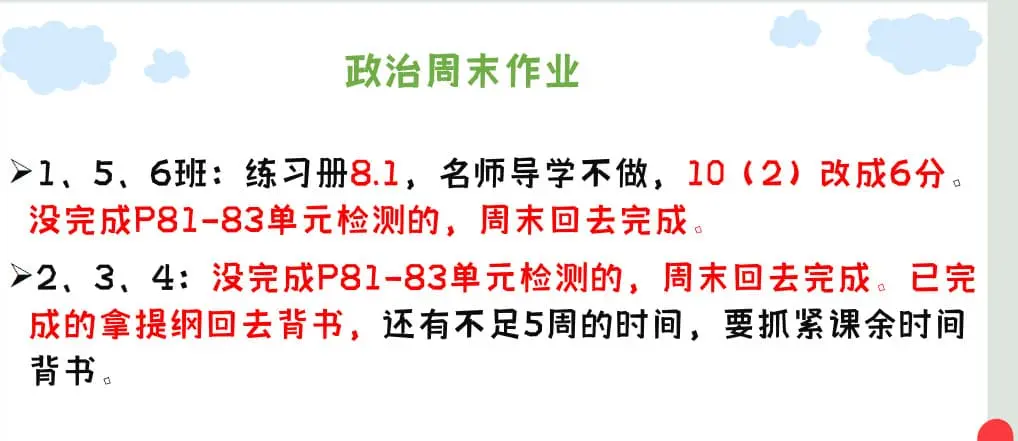 政治周末作业
➢1、5、6班：练习册8.1，名师导学不做，10（2）改成6分。
没完成P81-83单元检测的，周末回去完成。
➢2、3、4：没完成P81-83单元检测的，周末回去完成。已完
成的拿提纲回去背书，还有不足5周的时间，要抓紧课余时间
背书。